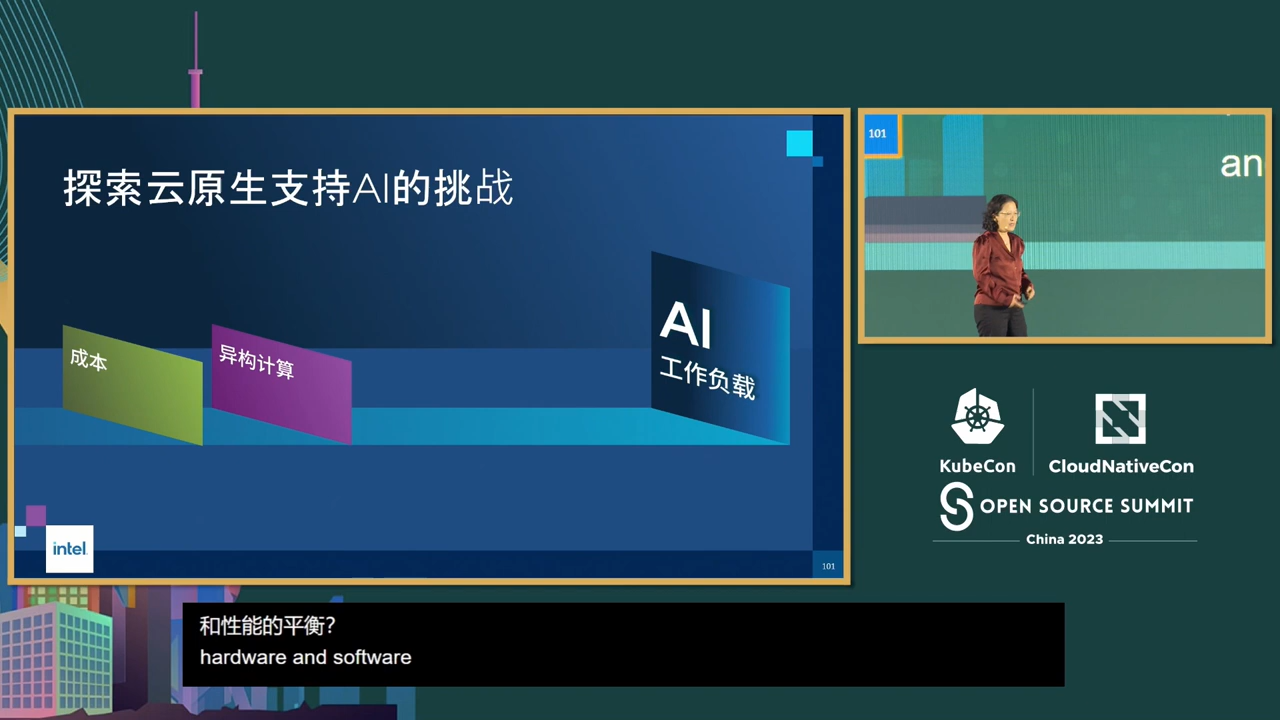 探索云原生支持AI的挑战
成本
异构计算
AI
工作负载
intel.
101
101
an
KubeCon
CloudNativeCon
OPEN SOURCE SUMMIT
China 2023
和性能的平衡?
hardware and software